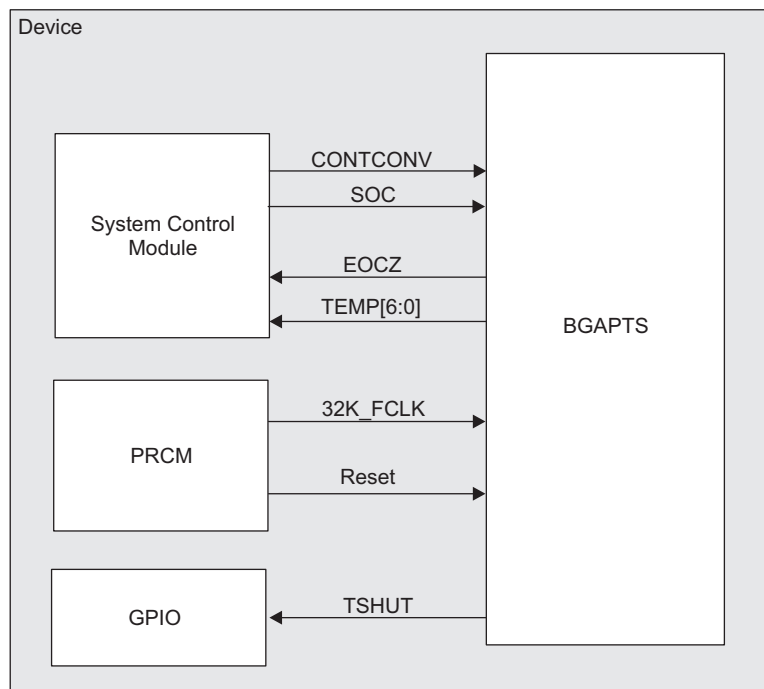 Device
CONTCONV
SOC
System Control
Module
EOCZ
TEMP[6:0]
BGAPTS
32K_FCLK
PRCM
Reset
TSHUT
GPIO